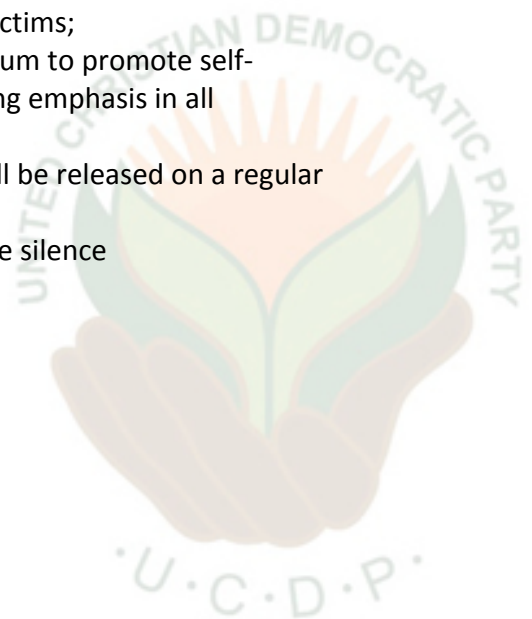 ctims;
um to promote self-
ng emphasis in all
ll be released on a regular
e silence
UNITED CHRISTIAN DEMOCRATIC PARTY
·U·C·D·P·